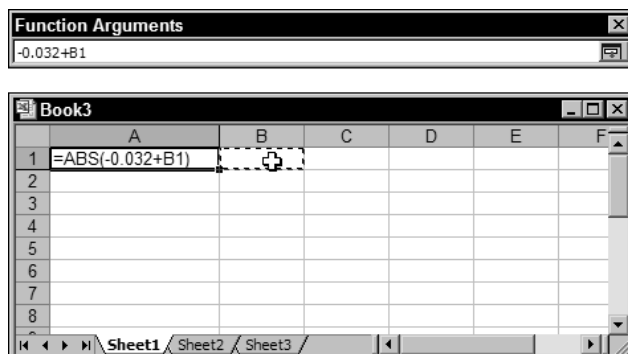 Function Arguments
-0.032+B1
Book3
A B C D E F
1 =ABS(-0.032+B1)
2
3
4
5
6
7
8
Sheet1 Sheet2 Sheet3